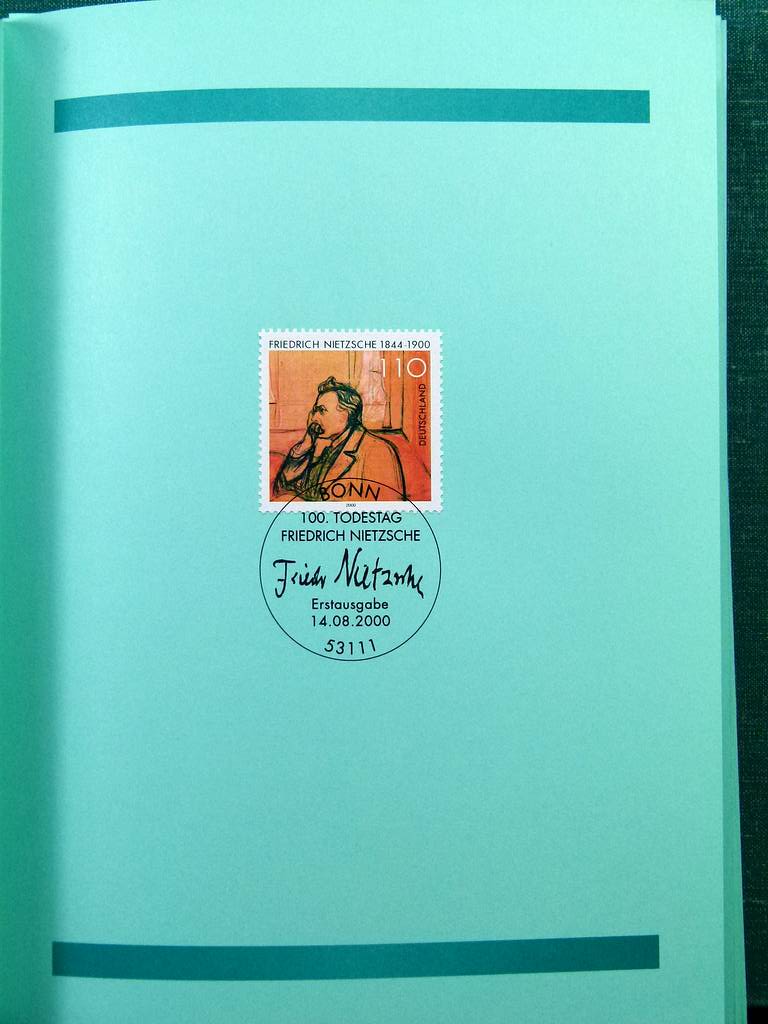 FRIEDRICH NIETZSCHE 1844-1900
110
DEUTSCHLAND
2000
BONN
100. TODESTAG
FRIEDRICH NIETZSCHE
Friedr Nietzsche
Erstausgabe
14.08.2000
53111